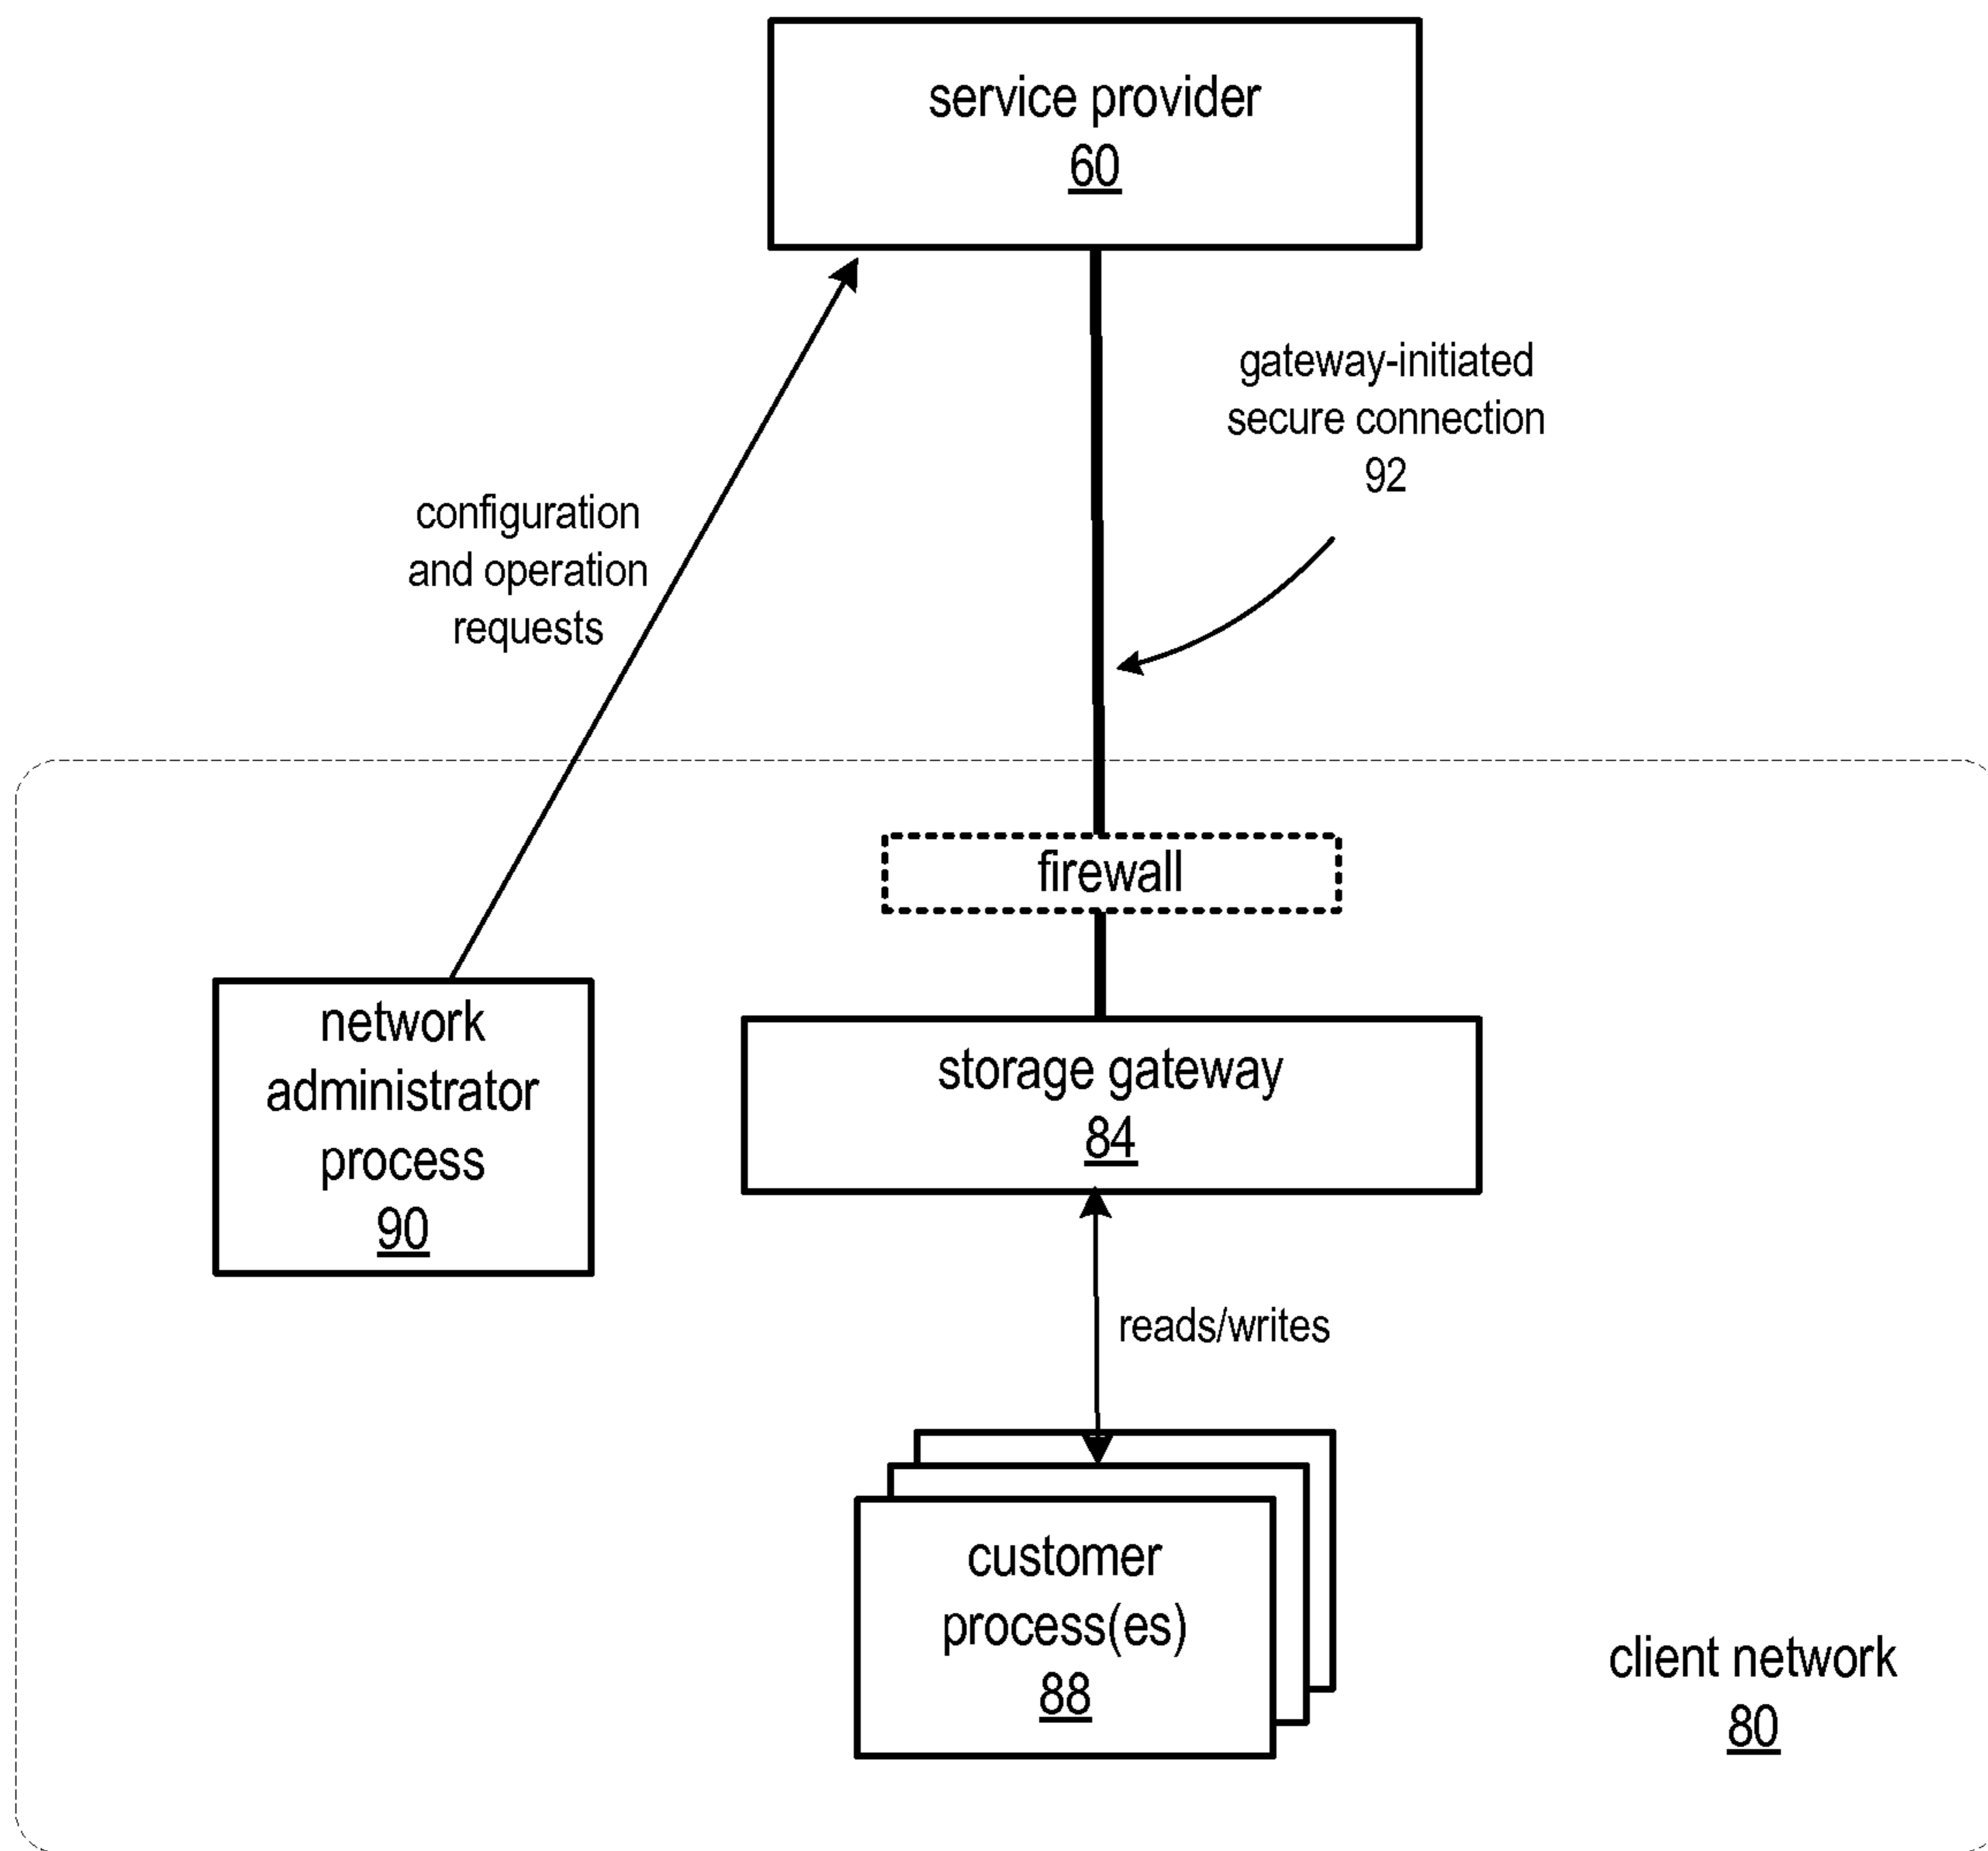 service provider
60
gateway-initiated
secure connection
92
configuration
and operation
requests
firewall
network
administrator
process
90
storage gateway
84
reads/writes
customer
process(es)
88
client network
80